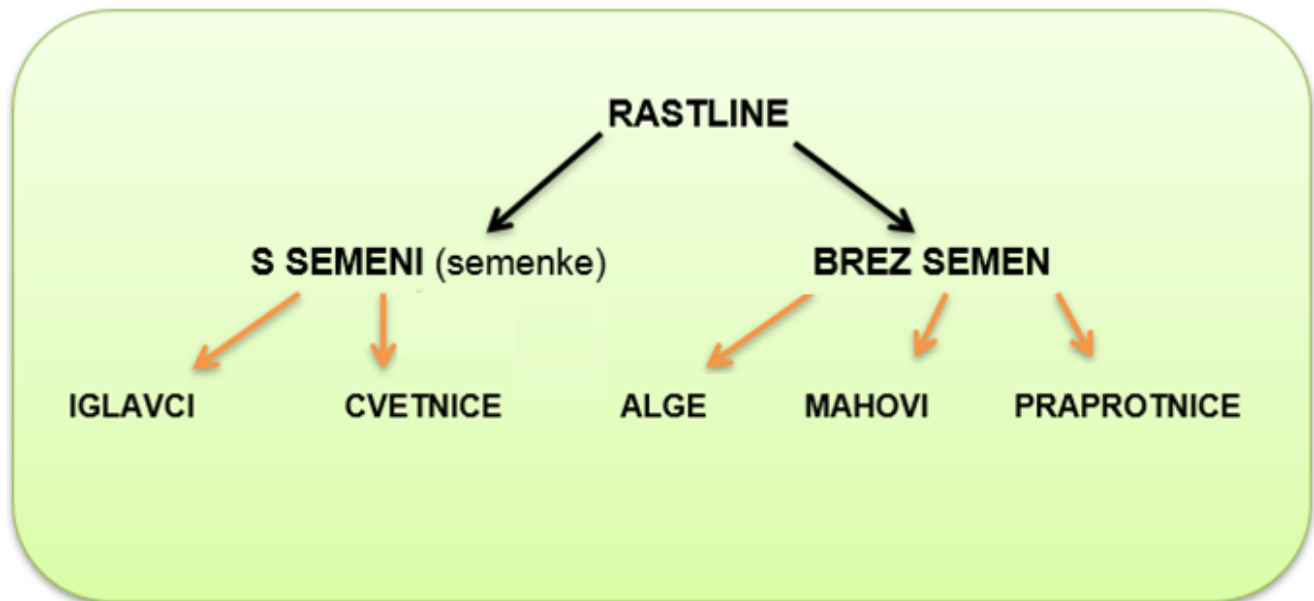 RASTLINE
S SEMENI (semenke) BREZ SEMEN
IGLAVCI CVETNICE ALGE MAHOVI PRAPROTNICE